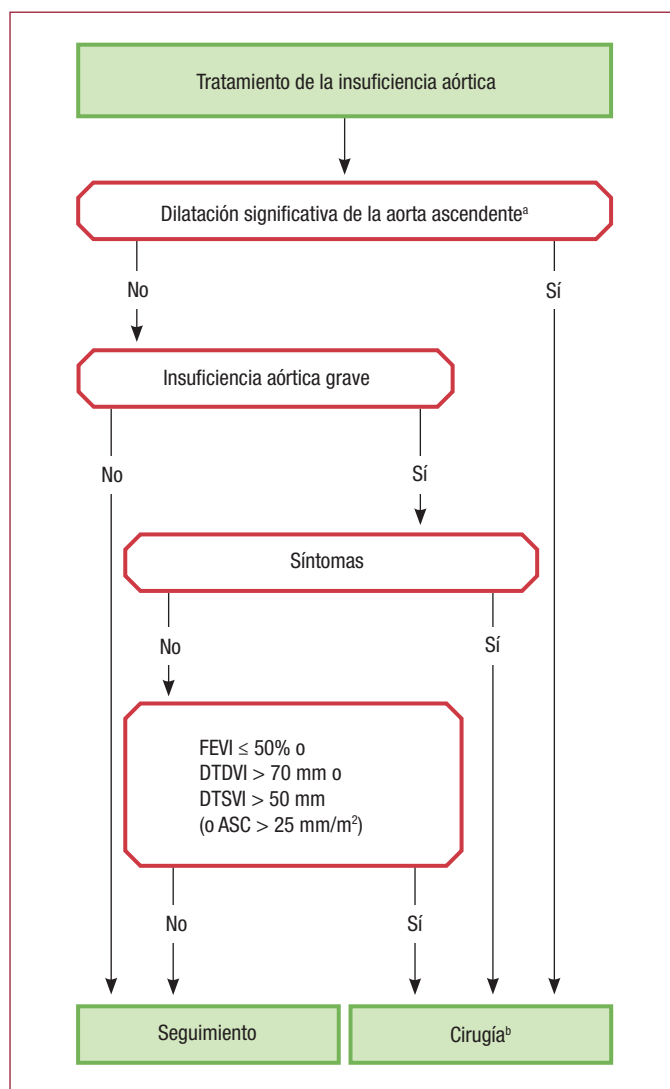 Tratamiento de la insuficiencia aórtica
Dilatación significativa de la aorta ascendenteᵃ
No
Sí
Insuficiencia aórtica grave
No
Sí
Síntomas
No
Sí
FEVI ≤ 50% o
DTDVI > 70 mm o
DTSVI > 50 mm
(o ASC > 25 mm/m²)
No
Sí
Seguimiento
Cirugíaᵇ